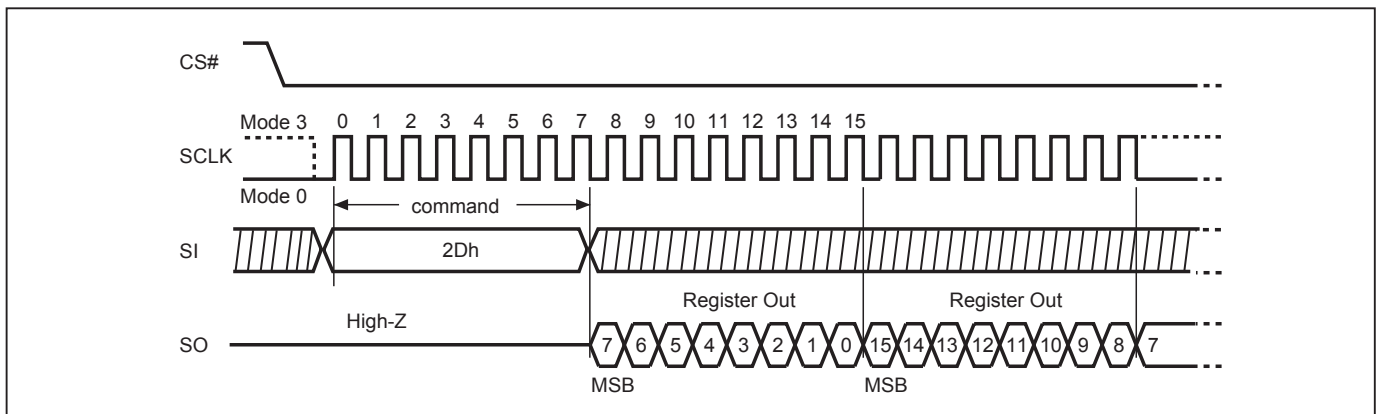 CS#
Mode 3 0 1 2 3 4 5 6 7 8 9 10 11 12 13 14 15
SCLK
Mode 0
command
SI 2Dh
Register Out Register Out
High-Z
SO 7 6 5 4 3 2 1 0 15 14 13 12 11 10 9 8 7
MSB MSB